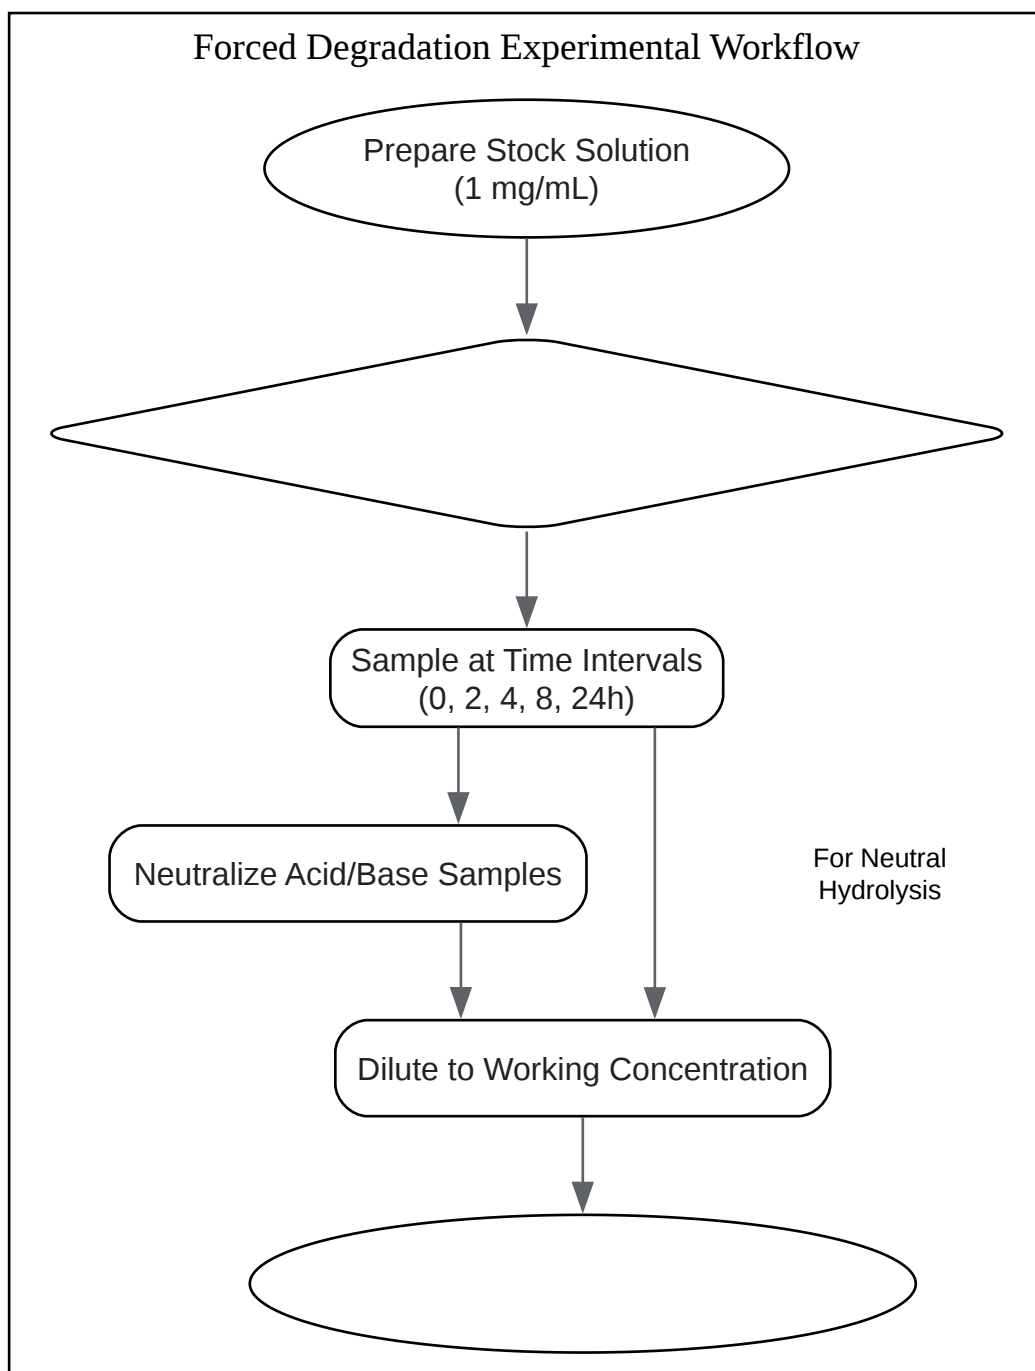 Forced Degradation Experimental Workflow
Prepare Stock Solution
(1 mg/mL)
Sample at Time Intervals
(0, 2, 4, 8, 24h)
Neutralize Acid/Base Samples
For Neutral
Hydrolysis
Dilute to Working Concentration